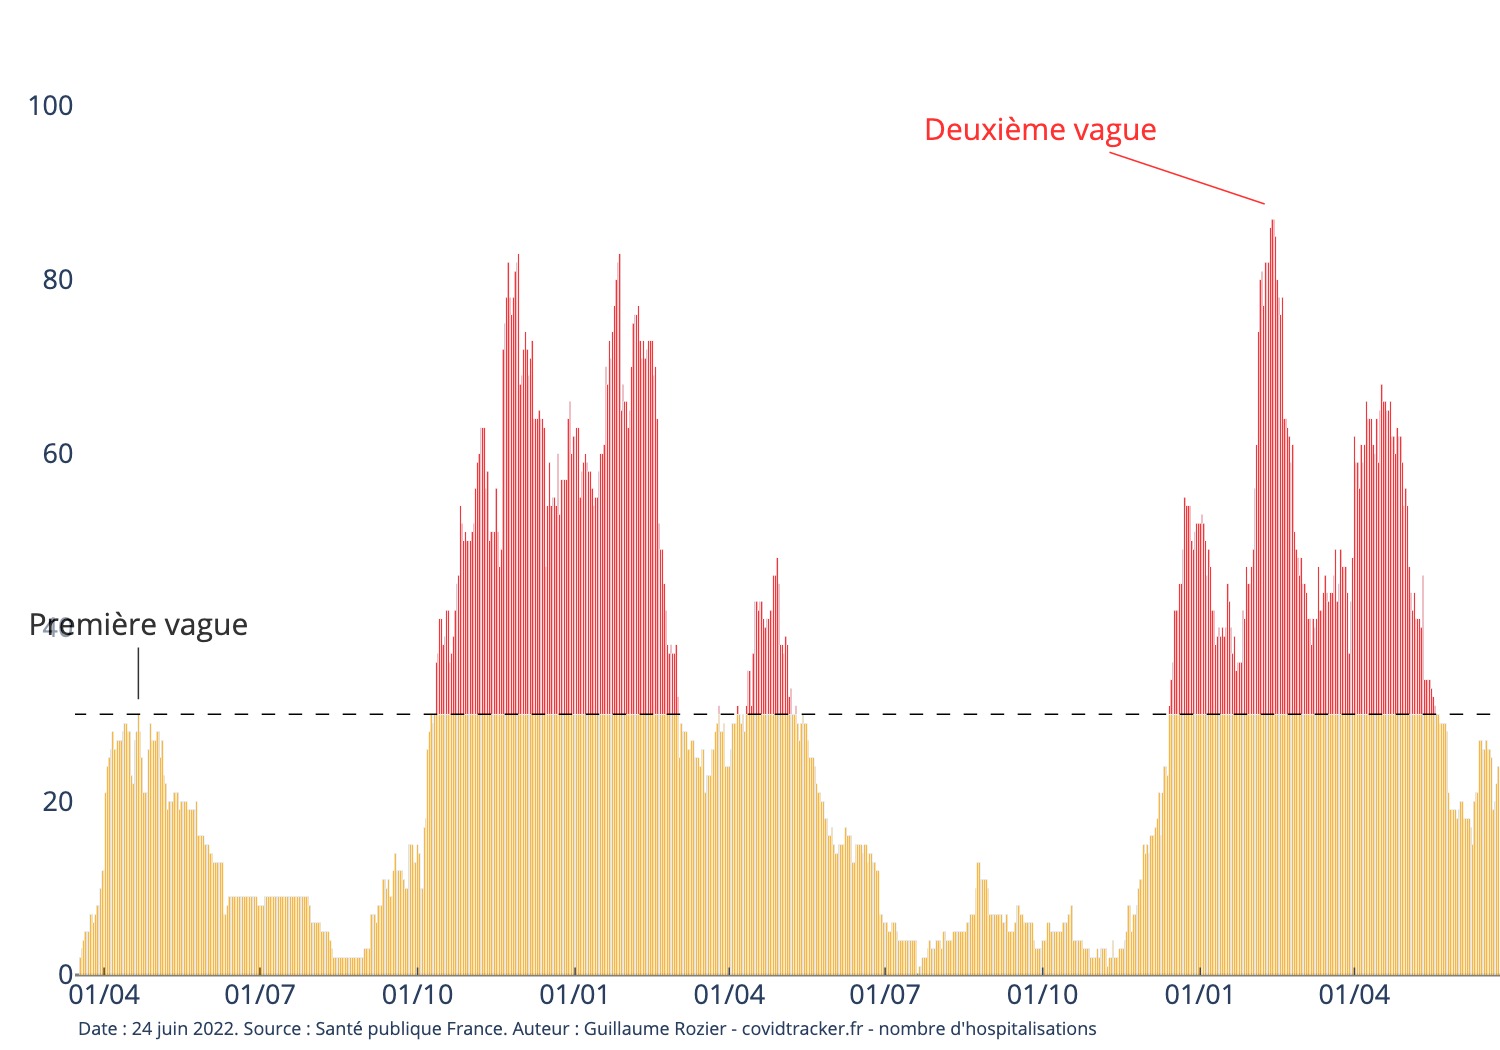 100
Deuxième vague
80
60
Première vague
40
20
0
01/04 01/07 01/10 01/01 01/04 01/07 01/10 01/01 01/04
Date : 24 juin 2022. Source : Santé publique France. Auteur : Guillaume Rozier - covidtracker.fr - nombre d'hospitalisations